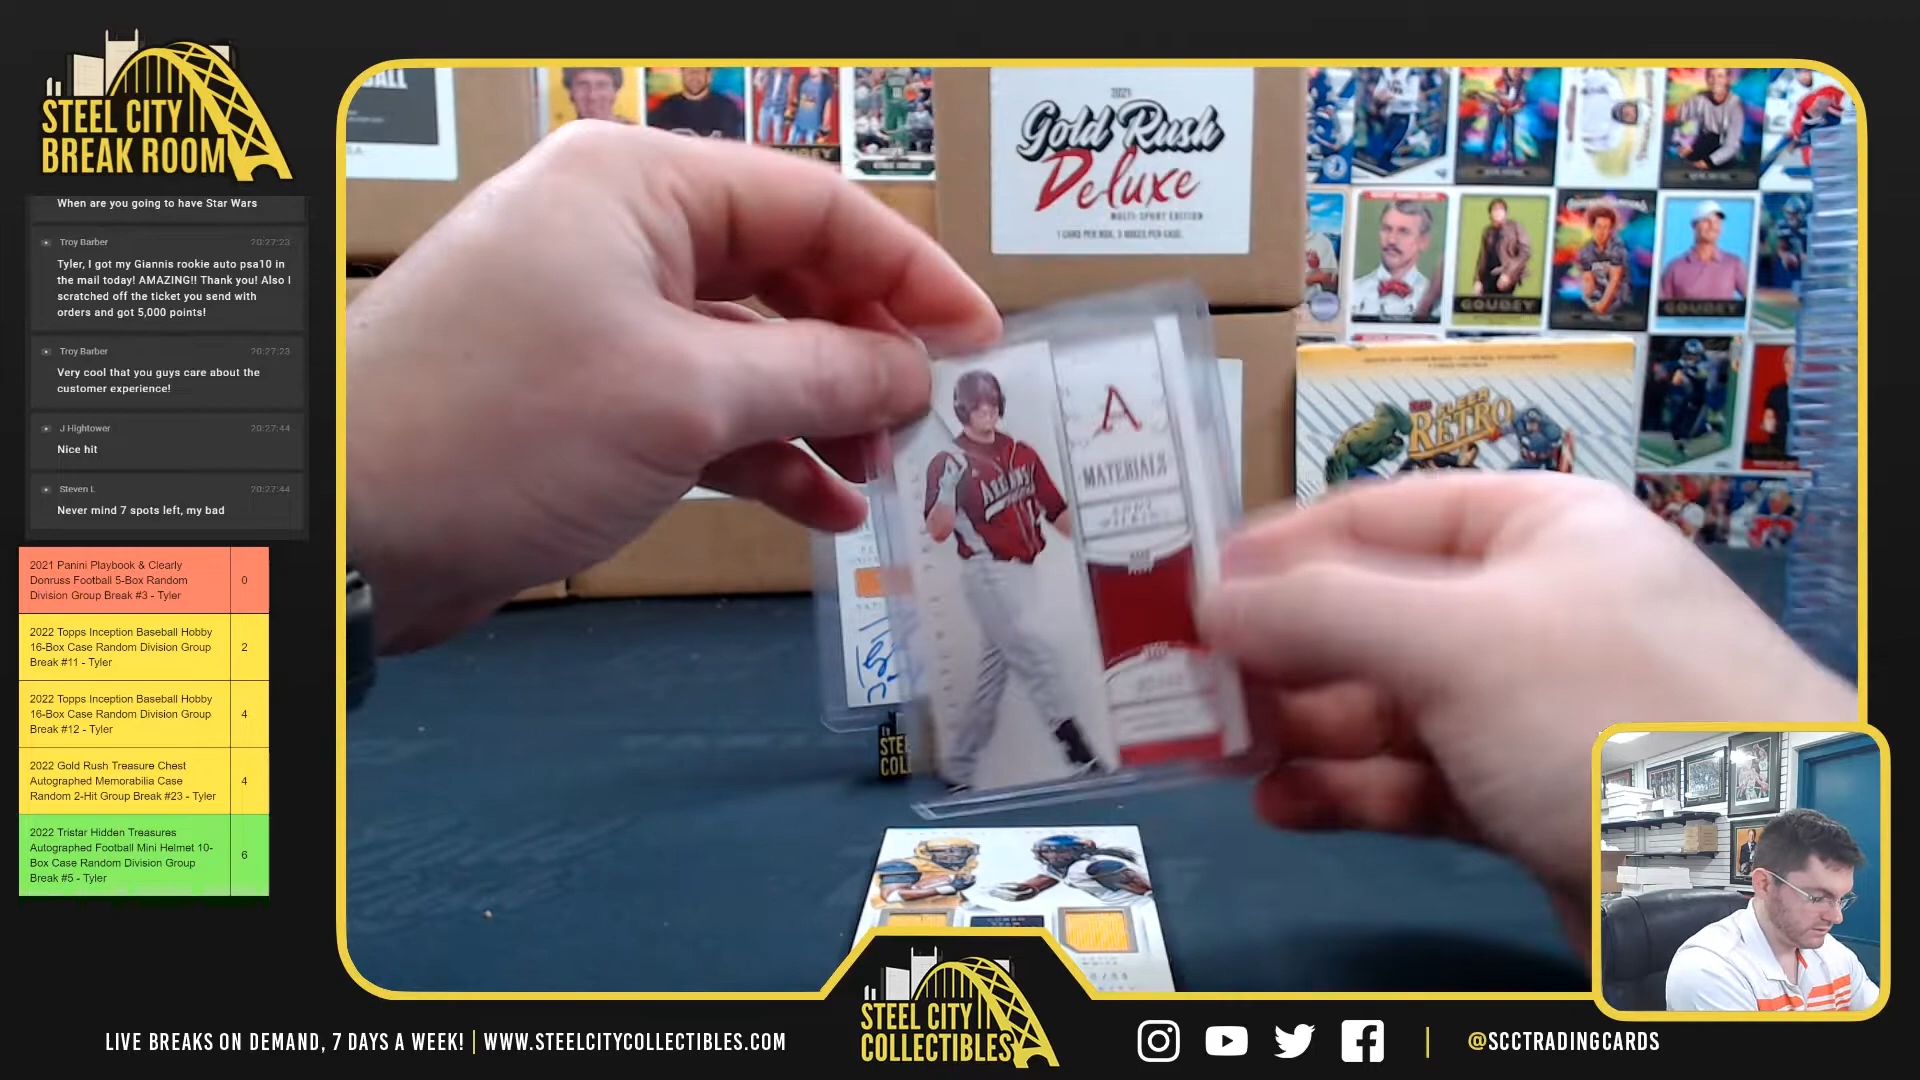 STEEL CITY
BREAK ROOM
When are you going to have Star Wars
Troy Barber 20:27:23
Tyler, I got my Giannis rookie auto psa10 in
the mail today! AMAZING!! Thank you! Also I
scratched off the ticket you send with
orders and got 5,000 points!
Troy Barber 20:27:23
Very cool that you guys care about the
customer experience!
J Hightower 20:27:44
Nice hit
Steven L 20:27:44
Never mind 7 spots left, my bad
2021 Panini Playbook & Clearly
Donruss Football 5-Box Random
Division Group Break #3 - Tyler
0
2022 Topps Inception Baseball Hobby
16-Box Case Random Division Group
Break #11 - Tyler
2
2022 Topps Inception Baseball Hobby
16-Box Case Random Division Group
Break #12 - Tyler
4
2022 Gold Rush Treasure Chest
Autographed Memorabilia Case
Random 2-Hit Group Break #23 - Tyler
4
2022 Tristar Hidden Treasures
Autographed Football Mini Helmet 10-
Box Case Random Division Group
Break #5 - Tyler
6
2021
Gold Rush
Deluxe
MULTI-SPORT EDITION
GOUDEY
GOUDEY
FLEER
RETRO
A
MATERIALS
STEEL CITY
COLLECTIBLES
LIVE BREAKS ON DEMAND, 7 DAYS A WEEK! | WWW.STEELCITYCOLLECTIBLES.COM
@SCCTRADINGCARDS